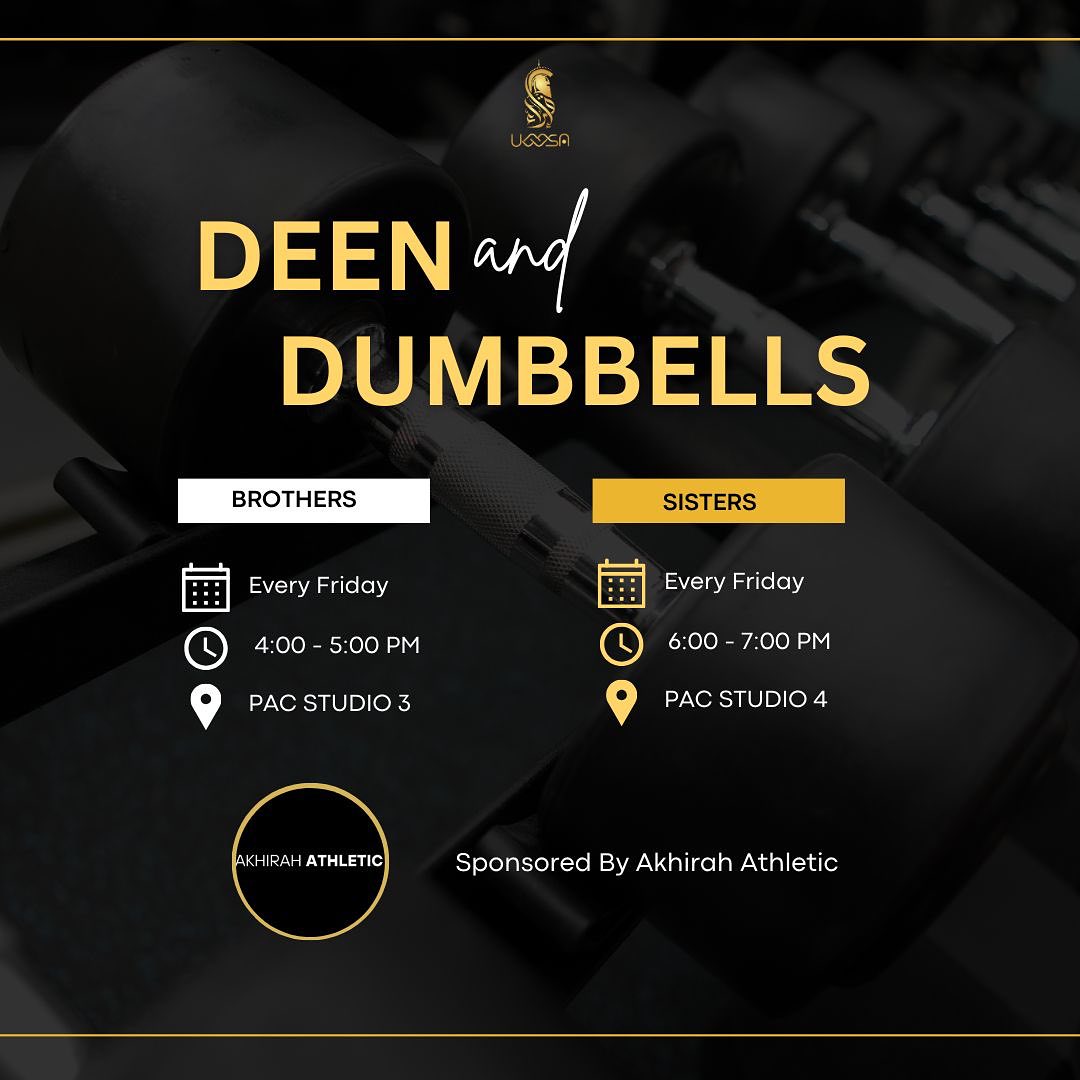 DEEN and
DUMBBELLS
BROTHERS
Every Friday
4:00 - 5:00 PM
PAC STUDIO 3
SISTERS
Every Friday
6:00 - 7:00 PM
PAC STUDIO 4
AKHIRAH ATHLETIC
Sponsored By Akhirah Athletic